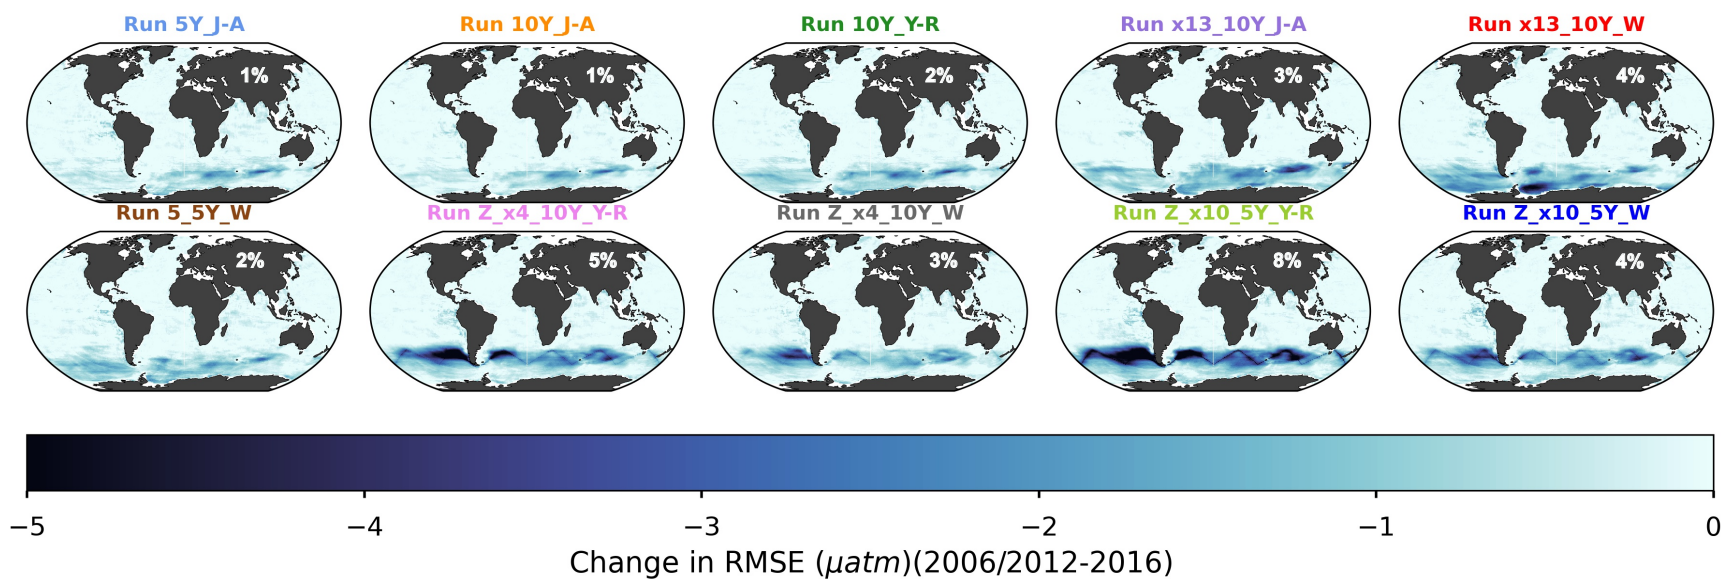 Run 5Y_J-A Run 10Y_J-A Run 10Y_Y-R Run x13_10Y_J-A Run x13_10Y_W
1% 1% 2% 3% 4%
Run 5_5Y_W Run Z_x4_10Y_Y-R Run Z_x4_10Y_W Run Z_x10_5Y_Y-R Run Z_x10_5Y_W
2% 5% 3% 8% 4%
−5 −4 −3 −2 −1 0
Change in RMSE (μatm)(2006/2012-2016)